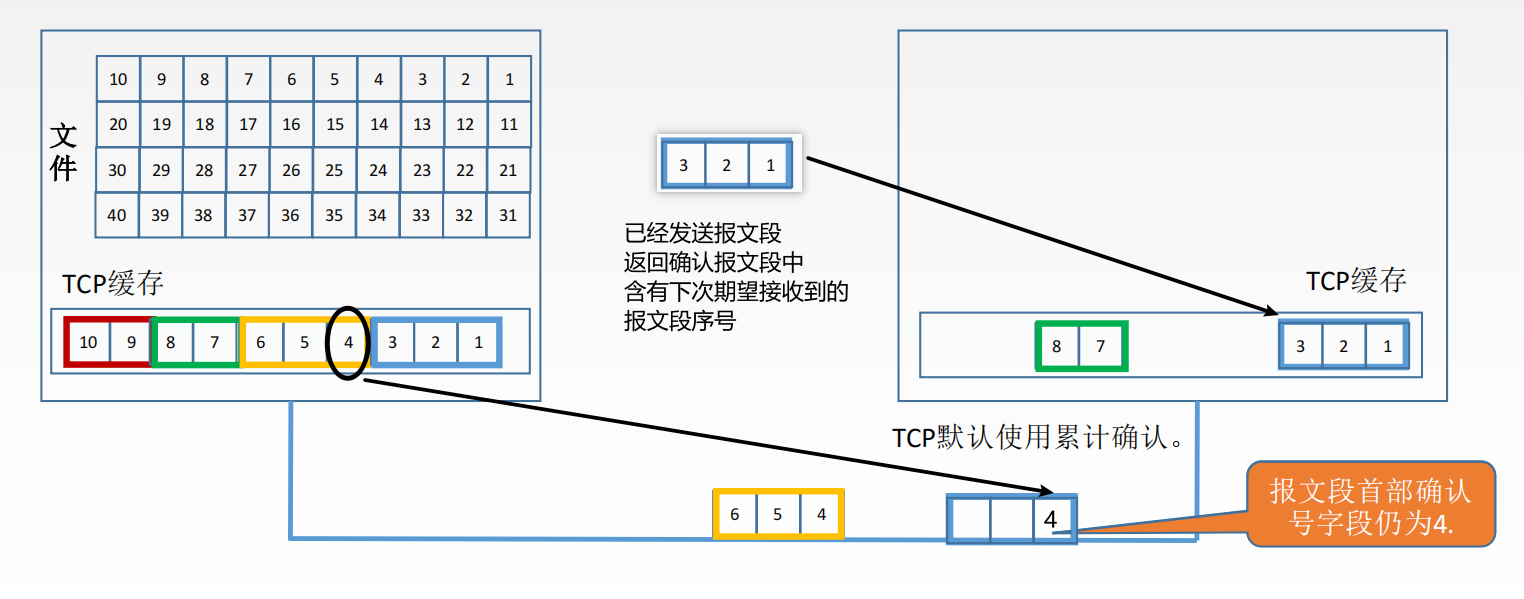 文件
10 9 8 7 6 5 4 3 2 1
20 19 18 17 16 15 14 13 12 11
30 29 28 27 26 25 24 23 22 21
40 39 38 37 36 35 34 33 32 31
TCP缓存
10 9 8 7 6 5 4 3 2 1
3 2 1
已经发送报文段
返回确认报文段中
含有下次期望接收到的
报文段序号
TCP缓存
8 7 3 2 1
TCP默认使用累计确认。
6 5 4
4
报文段首部确认
号字段仍为4.